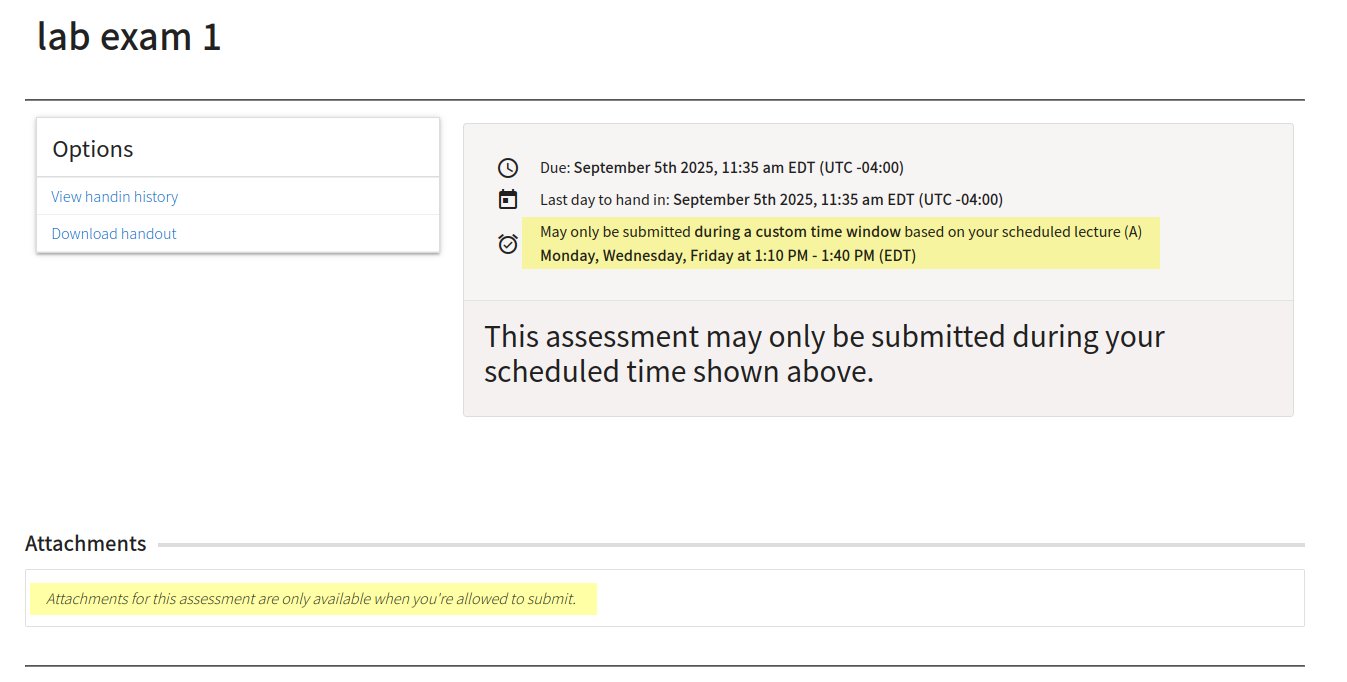 lab exam 1
Options
View handin history
Download handout
Due: September 5th 2025, 11:35 am EDT (UTC -04:00)
Last day to hand in: September 5th 2025, 11:35 am EDT (UTC -04:00)
May only be submitted during a custom time window based on your scheduled lecture (A)
Monday, Wednesday, Friday at 1:10 PM - 1:40 PM (EDT)
This assessment may only be submitted during your
scheduled time shown above.
Attachments
Attachments for this assessment are only available when you're allowed to submit.